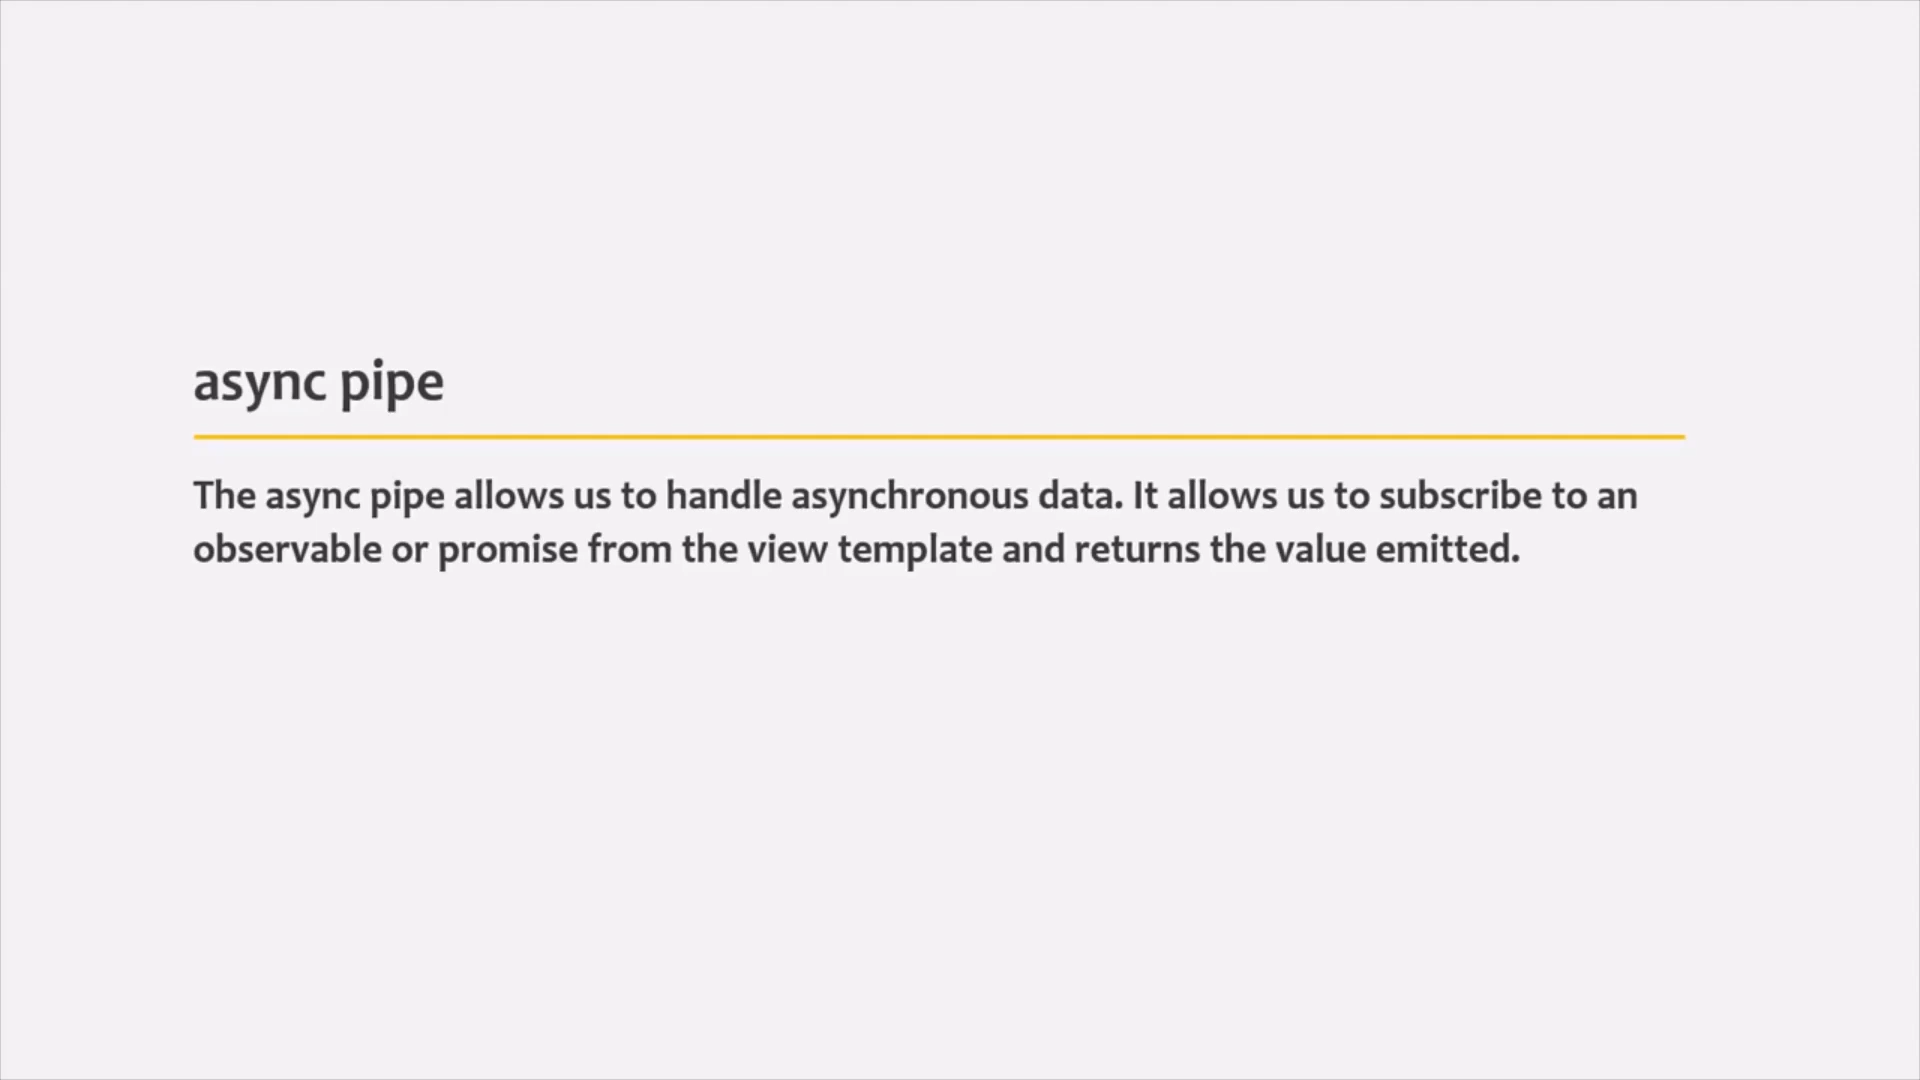 async pipe
The async pipe allows us to handle asynchronous data. It allows us to subscribe to an
observable or promise from the view template and returns the value emitted.